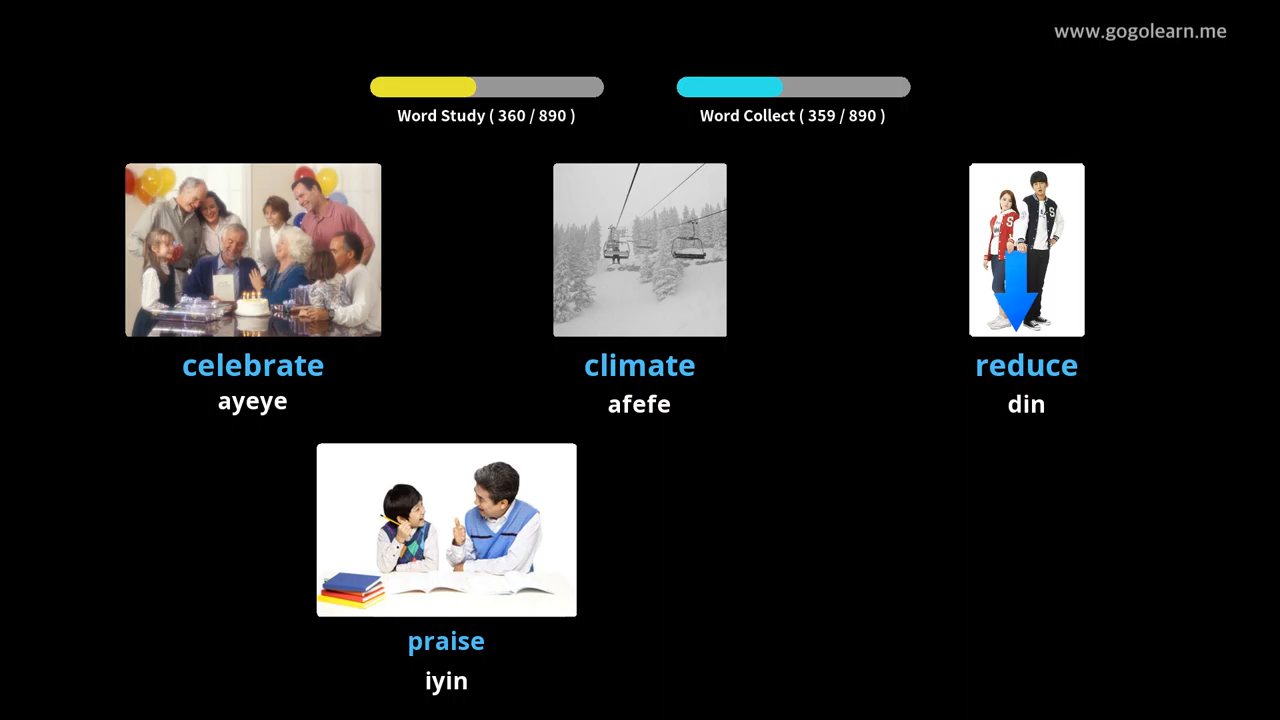 www.gogolearn.me
Word Study ( 360 / 890 )
Word Collect ( 359 / 890 )
celebrate
ayeye
climate
afefe
reduce
din
praise
iyin